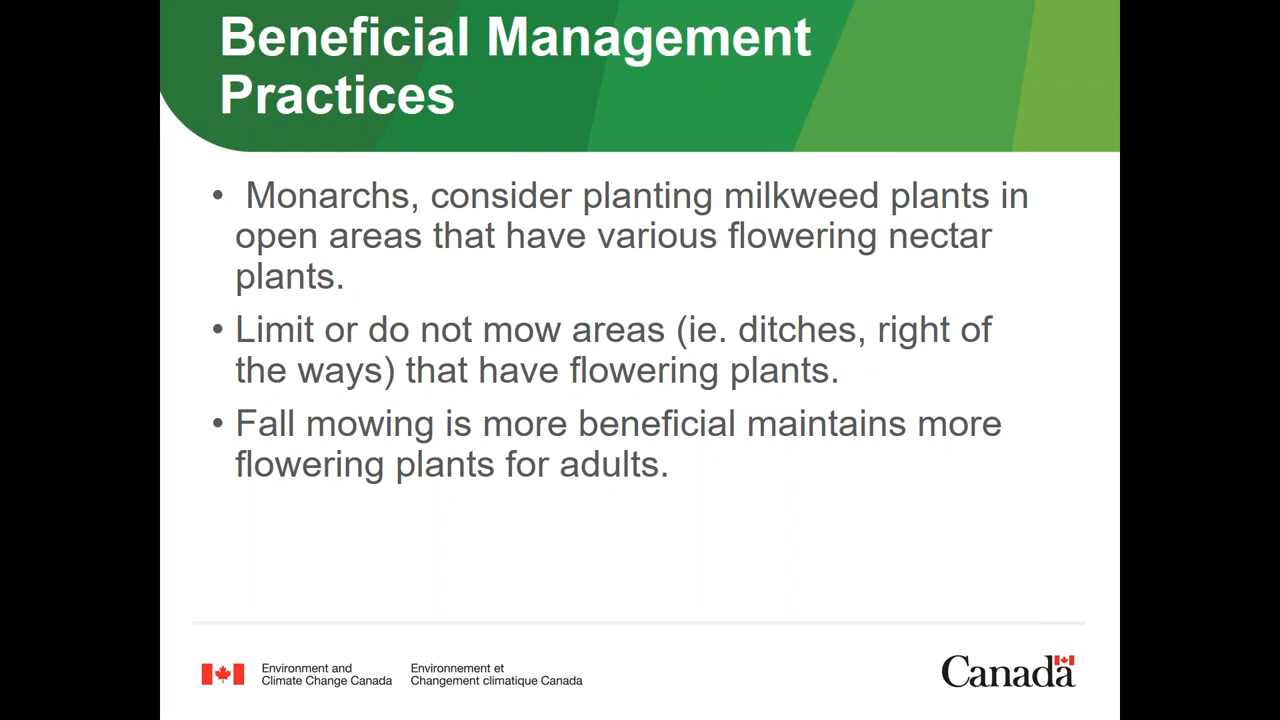 Beneficial Management
Practices
• Monarchs, consider planting milkweed plants in
open areas that have various flowering nectar
plants.
• Limit or do not mow areas (ie. ditches, right of
the ways) that have flowering plants.
• Fall mowing is more beneficial maintains more
flowering plants for adults.
Environment and
Climate Change Canada
Environnement et
Changement climatique Canada
Canada